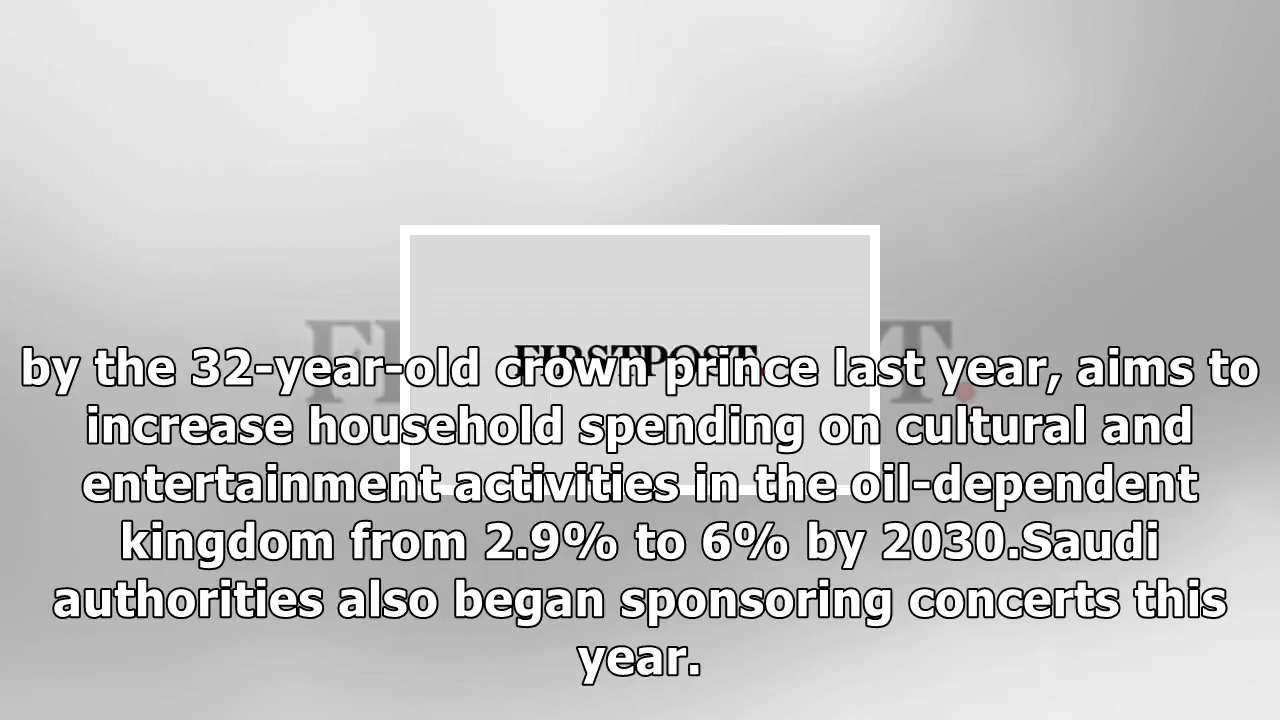 FIRSTPOST.
by the 32-year-old crown prince last year, aims to
increase household spending on cultural and
entertainment activities in the oil-dependent
kingdom from 2.9% to 6% by 2030.Saudi
authorities also began sponsoring concerts this
year.